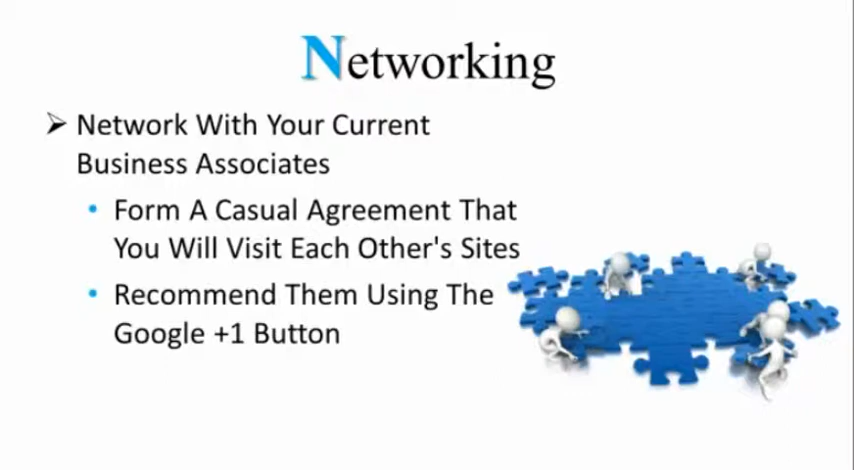 Networking
➢ Network With Your Current
Business Associates
• Form A Casual Agreement That
You Will Visit Each Other's Sites
• Recommend Them Using The
Google +1 Button